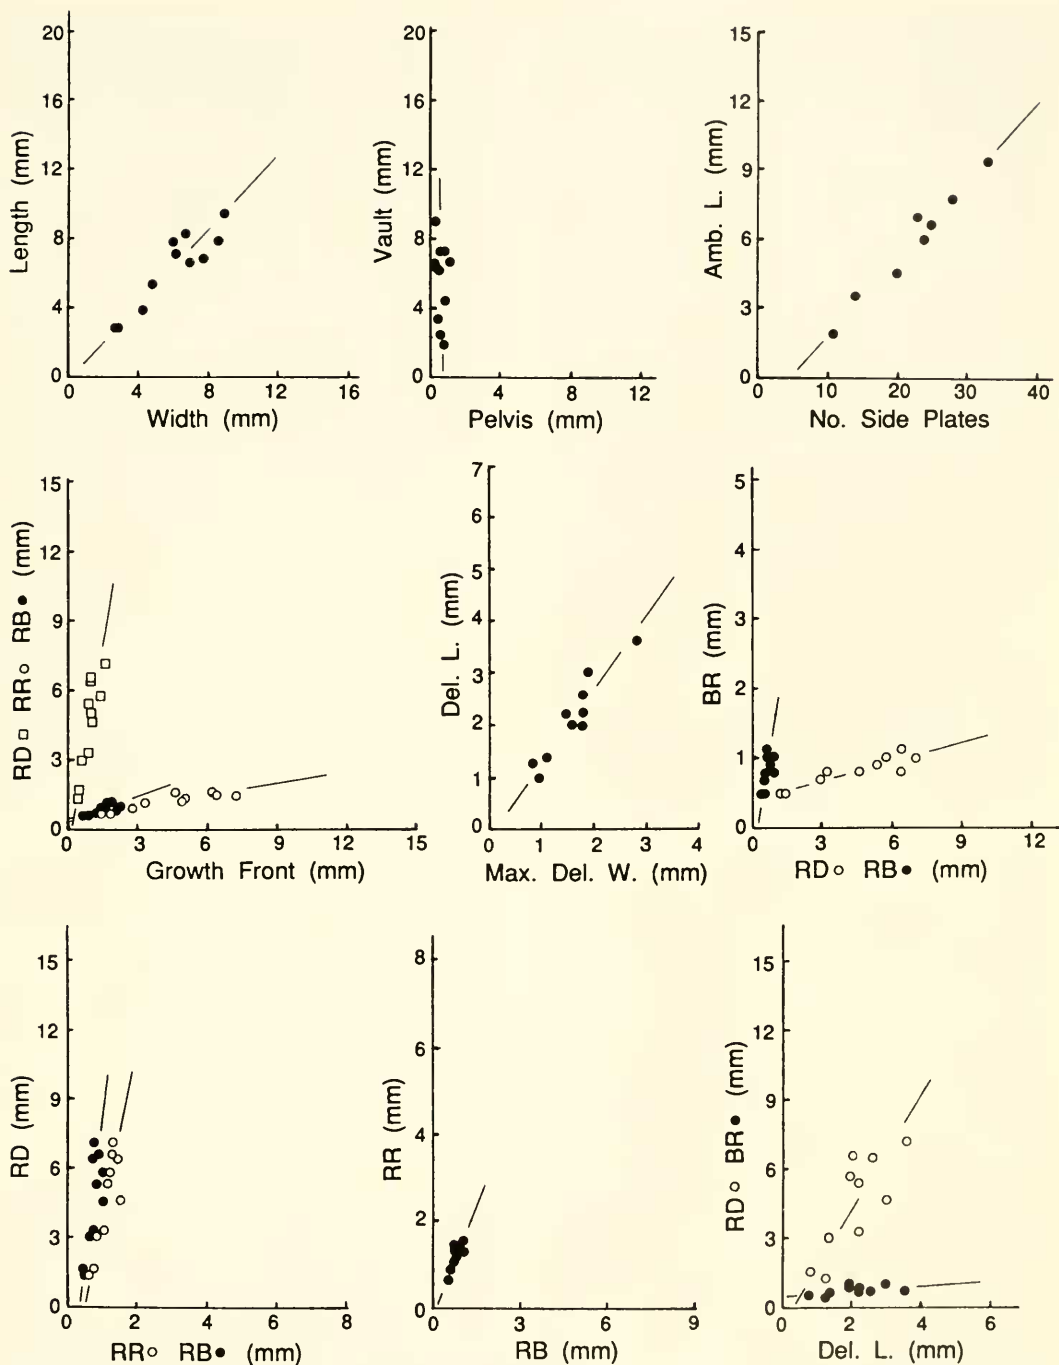 20
16
12
8
4
0
Length (mm)
0 4 8 12 16
Width (mm)
20
16
12
8
4
0
Vault (mm)
0 4 8 12
Pelvis (mm)
15
12
9
6
3
0
Amb. L. (mm)
0 10 20 30 40
No. Side Plates
15
12
9
6
3
0
RD□ RR○ RB● (mm)
0 3 6 9 12 15
Growth Front (mm)
7
6
5
4
3
2
1
0
Del. L. (mm)
0 1 2 3 4
Max. Del. W. (mm)
5
4
3
2
1
0
BR (mm)
0 3 6 9 12
RD○ RB● (mm)
15
12
9
6
3
0
RD (mm)
0 2 4 6 8
RR○ RB● (mm)
8
6
4
2
0
RR (mm)
0 3 6 9
RB (mm)
15
12
9
6
3
0
RD○ BR● (mm)
0 2 4 6
Del. L. (mm)